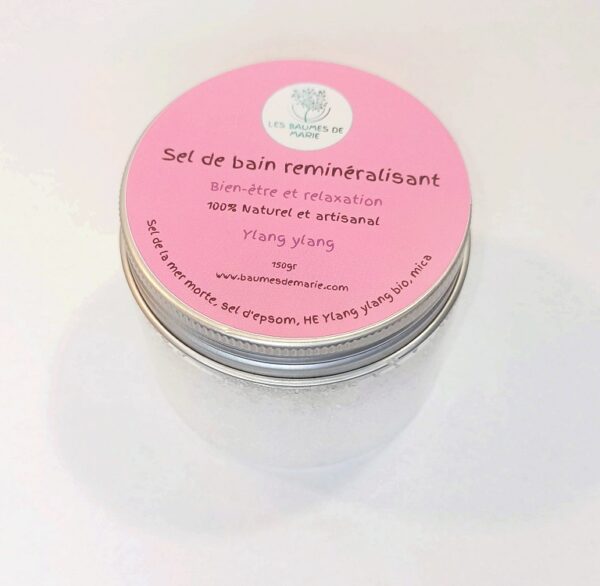 LES BAUMES DE
MARIE
Sel de bain reminéralisant
Bien-être et relaxation
100% Naturel et artisanal
Ylang ylang
150gr
www.baumesdemarie.com
Sel de la mer morte, sel d'epsom, HE Ylang ylang bio, mica